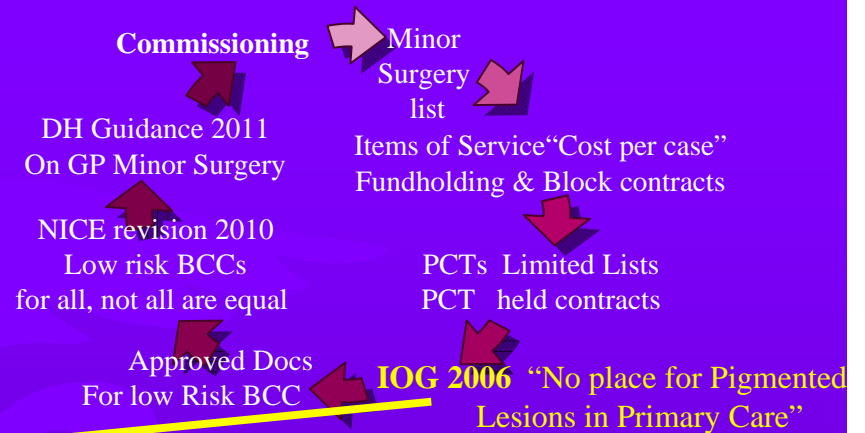 Commissioning
Minor
Surgery
list
Items of Service“Cost per case”
Fundholding & Block contracts
PCTs Limited Lists
PCT held contracts
IOG 2006 “No place for Pigmented
Lesions in Primary Care”
Approved Docs
For low Risk BCC
NICE revision 2010
Low risk BCCs
for all, not all are equal
DH Guidance 2011
On GP Minor Surgery